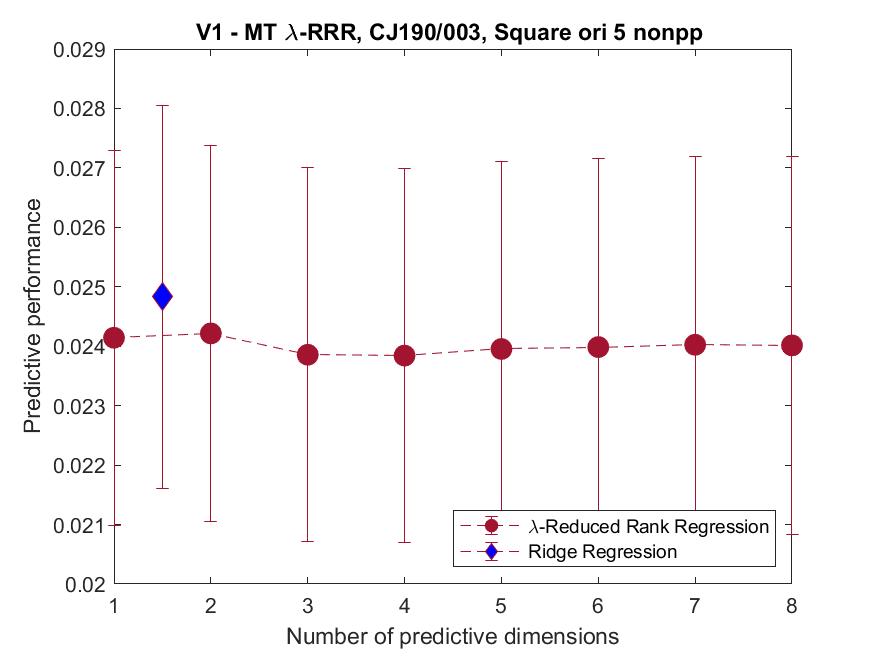 V1 - MT λ-RRR, CJ190/003, Square ori 5 nonpp
0.029
0.028
0.027
0.026
0.025
0.024
0.023
0.022
0.021
0.02
Predictive performance
λ-Reduced Rank Regression
Ridge Regression
1 2 3 4 5 6 7 8
Number of predictive dimensions